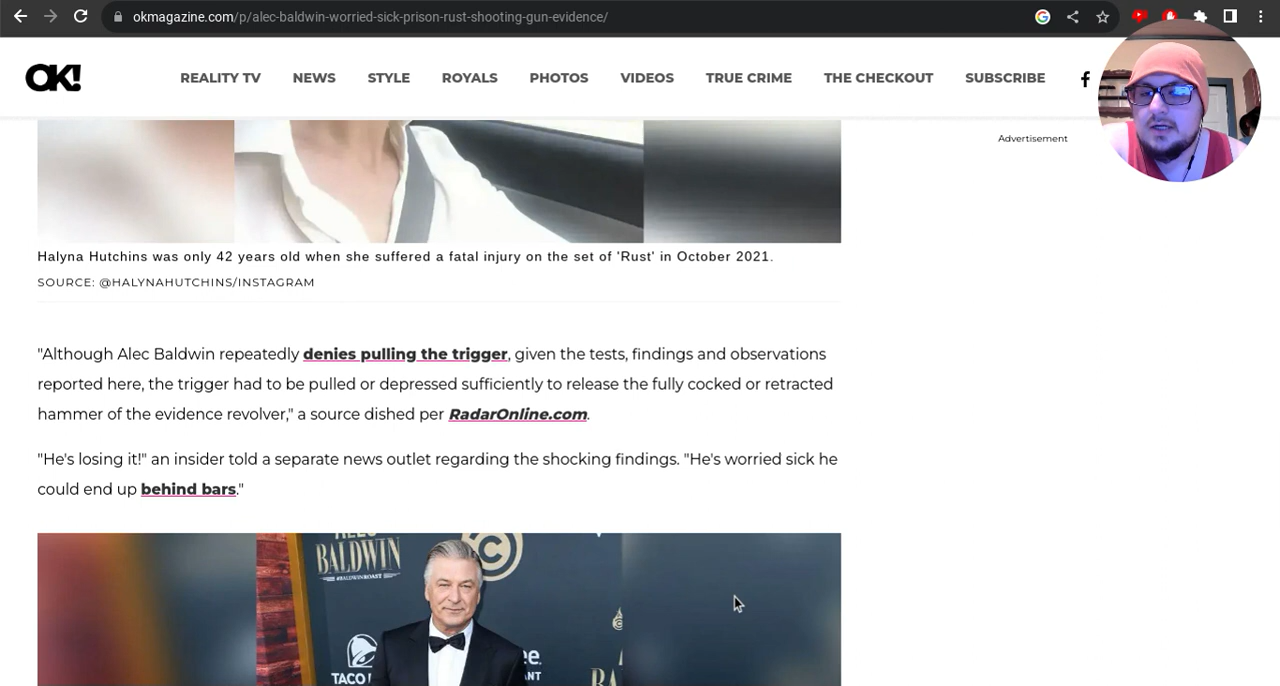 okmagazine.com/p/alec-baldwin-worried-sick-prison-rust-shooting-gun-evidence/
OK!
REALITY TV NEWS STYLE ROYALS PHOTOS VIDEOS TRUE CRIME THE CHECKOUT SUBSCRIBE
Advertisement
Halyna Hutchins was only 42 years old when she suffered a fatal injury on the set of 'Rust' in October 2021.
SOURCE: @HALYNAHUTCHINS/INSTAGRAM
"Although Alec Baldwin repeatedly denies pulling the trigger, given the tests, findings and observations
reported here, the trigger had to be pulled or depressed sufficiently to release the fully cocked or retracted
hammer of the evidence revolver," a source dished per RadarOnline.com.
"He's losing it!" an insider told a separate news outlet regarding the shocking findings. "He's worried sick he
could end up behind bars."
BALDWIN
#BALDWINROAST
TACO